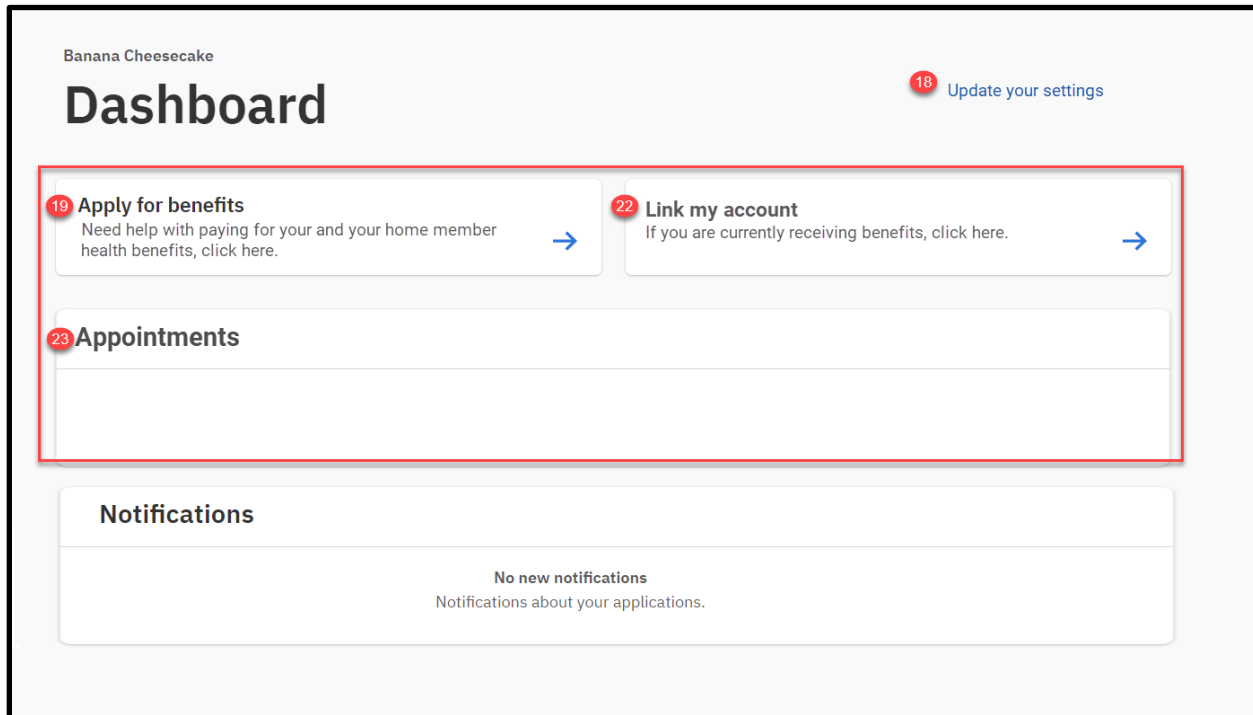 Banana Cheesecake
Dashboard
18 Update your settings
19 Apply for benefits
Need help with paying for your and your home member
health benefits, click here.
22 Link my account
If you are currently receiving benefits, click here.
23 Appointments
Notifications
No new notifications
Notifications about your applications.